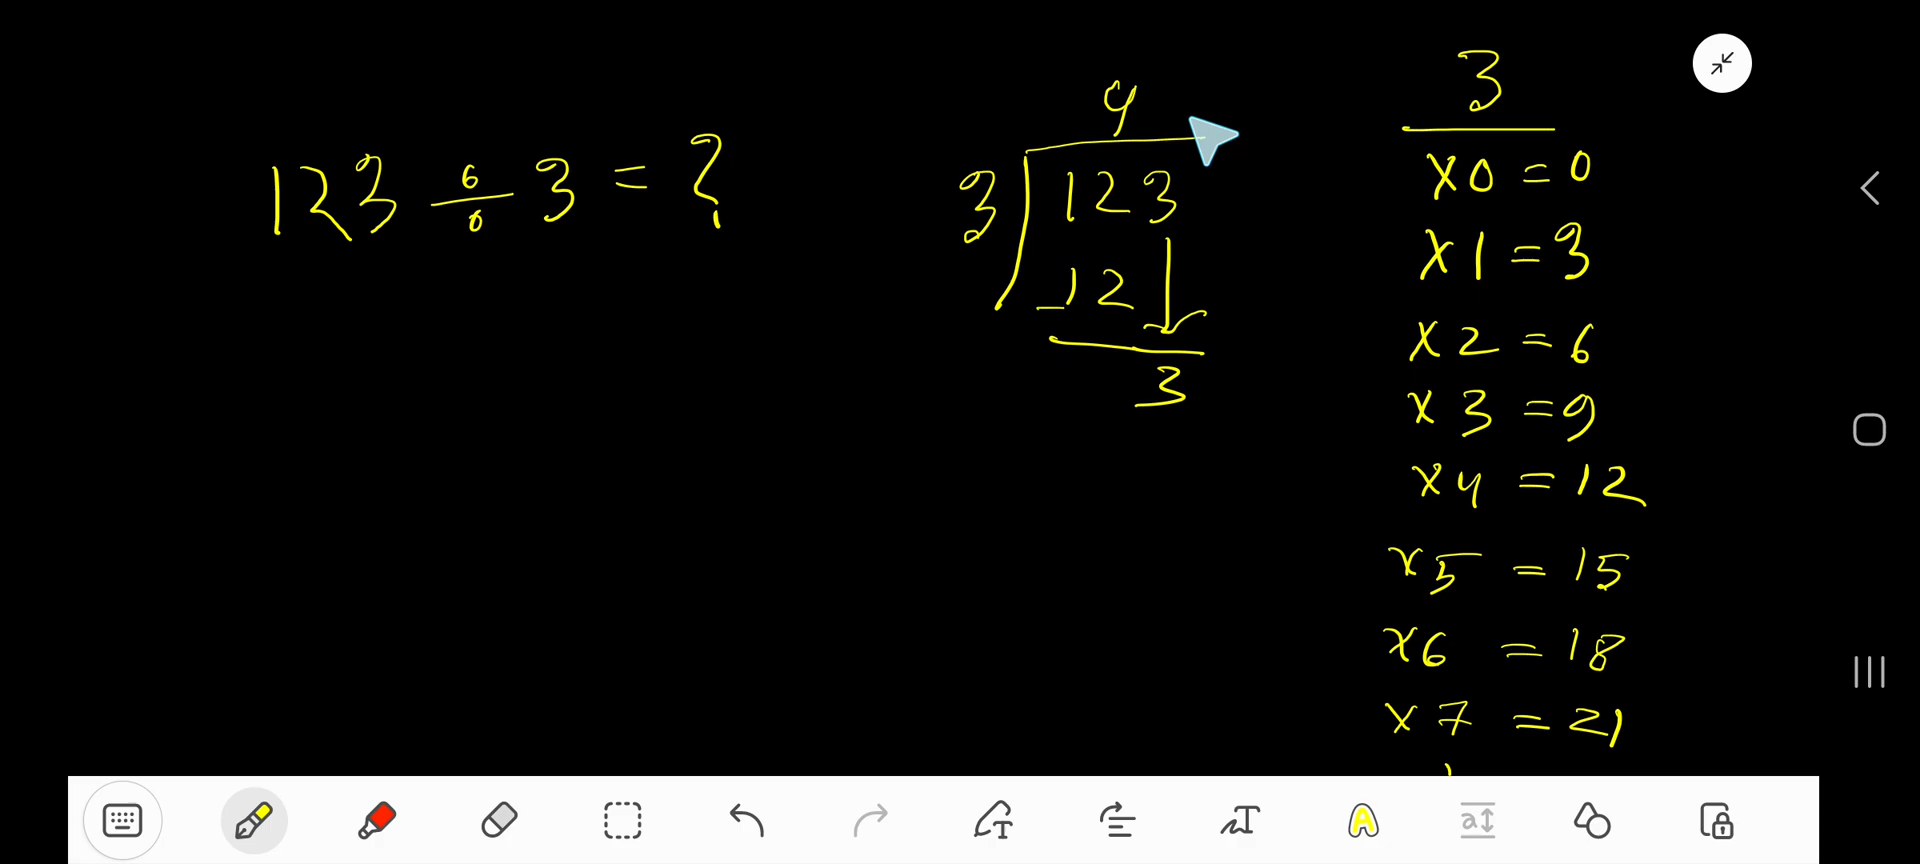 123 ÷ 3 = ?
4
3 123
- 12
3
3
x0 = 0
x1 = 3
x2 = 6
x3 = 9
x4 = 12
x5 = 15
x6 = 18
x7 = 21